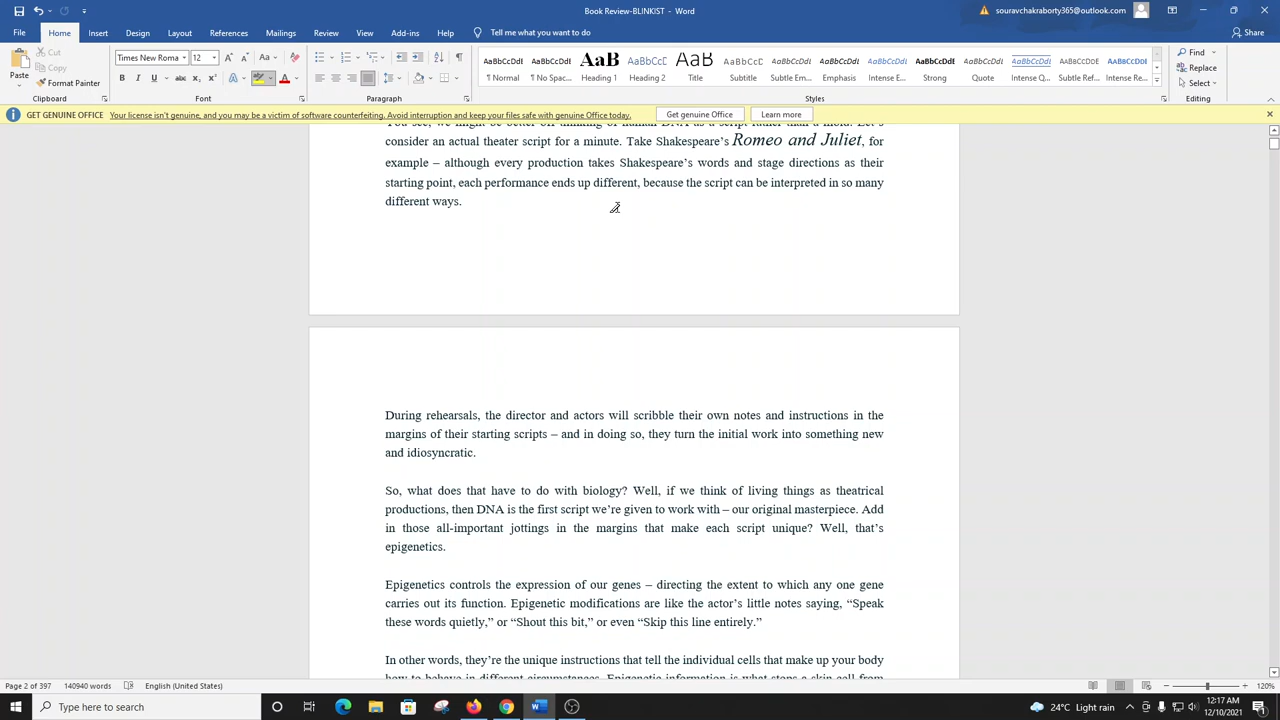 Book Review-BLINKIST - Word
souravchakraborty365@outlook.com
File Home Insert Design Layout References Mailings Review View Add-ins Help Tell me what you want to do Share
Paste Cut Copy Format Painter Clipboard
Times New Roma 12 Font
Paragraph
AaBbCcDdI AaBbCcDdI AaB AaBbCcC AaB AaBbCcC AaBbCcDdI AaBbCcDdI AaBbCcDdI AaBbCcDdI AaBbCcDdI AaBbCcDdI AaBbCcDdI AaBbCcDdE
¶ Normal ¶ No Spac... Heading 1 Heading 2 Title Subtitle Subtle Em... Emphasis Intense E... Strong Quote Intense Q... Subtle Ref... Intense Re...
Styles
Find Replace Select Editing
GET GENUINE OFFICE Your license isn't genuine, and you may be a victim of software counterfeiting. Avoid interruption and keep your files safe with genuine Office today. Get genuine Office Learn more
You see, we might be better off thinking of human DNA as a script rather than a mold. Let's
consider an actual theater script for a minute. Take Shakespeare's Romeo and Juliet, for
example – although every production takes Shakespeare's words and stage directions as their
starting point, each performance ends up different, because the script can be interpreted in so many
different ways.
During rehearsals, the director and actors will scribble their own notes and instructions in the
margins of their starting scripts – and in doing so, they turn the initial work into something new
and idiosyncratic.
So, what does that have to do with biology? Well, if we think of living things as theatrical
productions, then DNA is the first script we're given to work with – our original masterpiece. Add
in those all-important jottings in the margins that make each script unique? Well, that's
epigenetics.
Epigenetics controls the expression of our genes – directing the extent to which any one gene
carries out its function. Epigenetic modifications are like the actor's little notes saying, “Speak
these words quietly,” or “Shout this bit,” or even “Skip this line entirely.”
In other words, they're the unique instructions that tell the individual cells that make up your body
how to behave in different circumstances. Epigenetic information is what stops a skin cell from
Page 2 of 397 140940 words English (United States) 120%
Type here to search 24°C Light rain 12:17 AM
12/10/2021